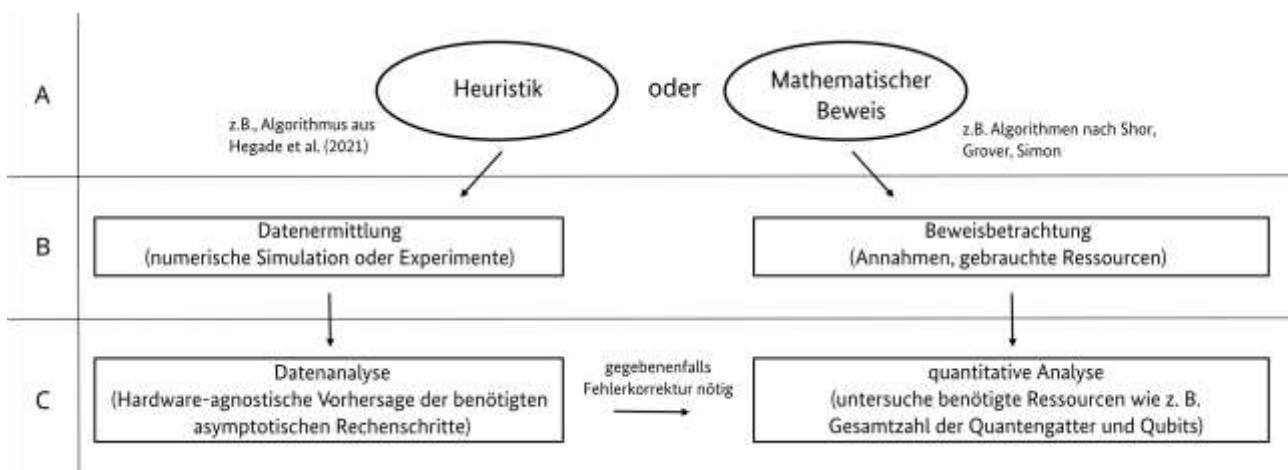 A
Heuristik
oder
Mathematischer
Beweis
z.B., Algorithmus aus
Hegade et al. (2021)
z.B. Algorithmen nach Shor,
Grover, Simon
B
Datenermittlung
(numerische Simulation oder Experimente)
Beweisbetrachtung
(Annahmen, gebrauchte Ressourcen)
C
Datenanalyse
(Hardware-agnostische Vorhersage der benötigten
asymptotischen Rechenschritte)
gegebenenfalls
Fehlerkorrektur nötig
quantitative Analyse
(untersuche benötigte Ressourcen wie z. B.
Gesamtzahl der Quantengatter und Qubits)